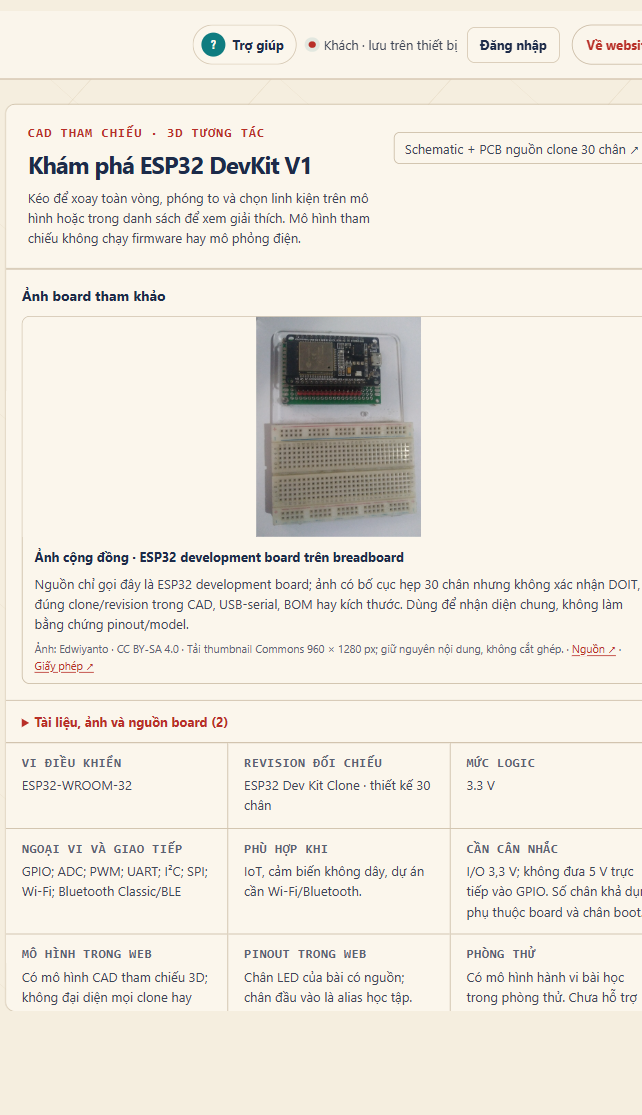 ? Trợ giúp
Khách · lưu trên thiết bị
Đăng nhập
Về websi
CAD THAM CHIẾU · 3D TƯƠNG TÁC
Khám phá ESP32 DevKit V1
Schematic + PCB nguồn clone 30 chân ↗
Kéo để xoay toàn vòng, phóng to và chọn linh kiện trên mô
hình hoặc trong danh sách để xem giải thích. Mô hình tham
chiếu không chạy firmware hay mô phỏng điện.
Ảnh board tham khảo
Ảnh cộng đồng · ESP32 development board trên breadboard
Nguồn chỉ gọi đây là ESP32 development board; ảnh có bố cục hẹp 30 chân nhưng không xác nhận DOIT,
đúng clone/revision trong CAD, USB-serial, BOM hay kích thước. Dùng để nhận diện chung, không làm
bằng chứng pinout/model.
Ảnh: Edwiyanto · CC BY-SA 4.0 · Tải thumbnail Commons 960 × 1280 px; giữ nguyên nội dung, không cắt ghép. · Nguồn ↗ ·
Giấy phép ↗
▶ Tài liệu, ảnh và nguồn board (2)
VI ĐIỀU KHIỂN
ESP32-WROOM-32
REVISION ĐỐI CHIẾU
ESP32 Dev Kit Clone · thiết kế 30
chân
MỨC LOGIC
3.3 V
NGOẠI VI VÀ GIAO TIẾP
GPIO; ADC; PWM; UART; I²C; SPI;
Wi-Fi; Bluetooth Classic/BLE
PHÙ HỢP KHI
IoT, cảm biến không dây, dự án
cần Wi-Fi/Bluetooth.
CẦN CÂN NHẮC
I/O 3,3 V; không đưa 5 V trực
tiếp vào GPIO. Số chân khả dụ
phụ thuộc board và chân boot.
MÔ HÌNH TRONG WEB
Có mô hình CAD tham chiếu 3D;
không đại diện mọi clone hay
PINOUT TRONG WEB
Chân LED của bài có nguồn;
chân đầu vào là alias học tập.
PHÒNG THỬ
Có mô hình hành vi bài học
trong phòng thử. Chưa hỗ trợ